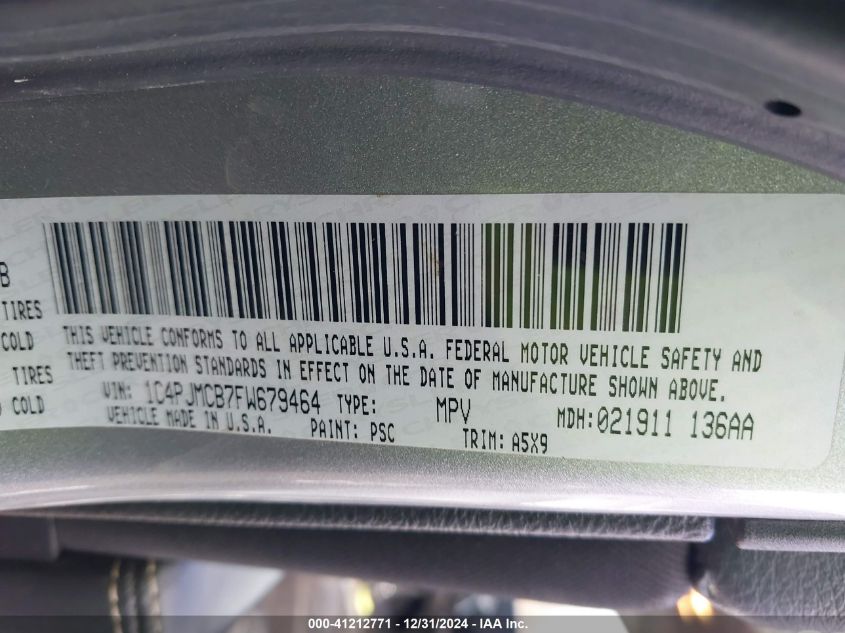 B
TIRES
COLD
TIRES
COLD
THIS VEHICLE CONFORMS TO ALL APPLICABLE U.S.A. FEDERAL MOTOR VEHICLE SAFETY AND
THEFT PREVENTION STANDARDS IN EFFECT ON THE DATE OF MANUFACTURE SHOWN ABOVE.
VIN: 1C4PJMCB7FW679464 TYPE: MPV MDH:021911 136AA
VEHICLE MADE IN U.S.A. PAINT: PSC TRIM: A5X9
000-41212771 - 12/31/2024 - IAA Inc.